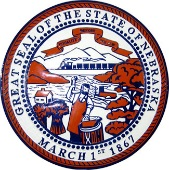 GREAT SEAL OF THE STATE OF NEBRASKA
MARCH 1ST 1867